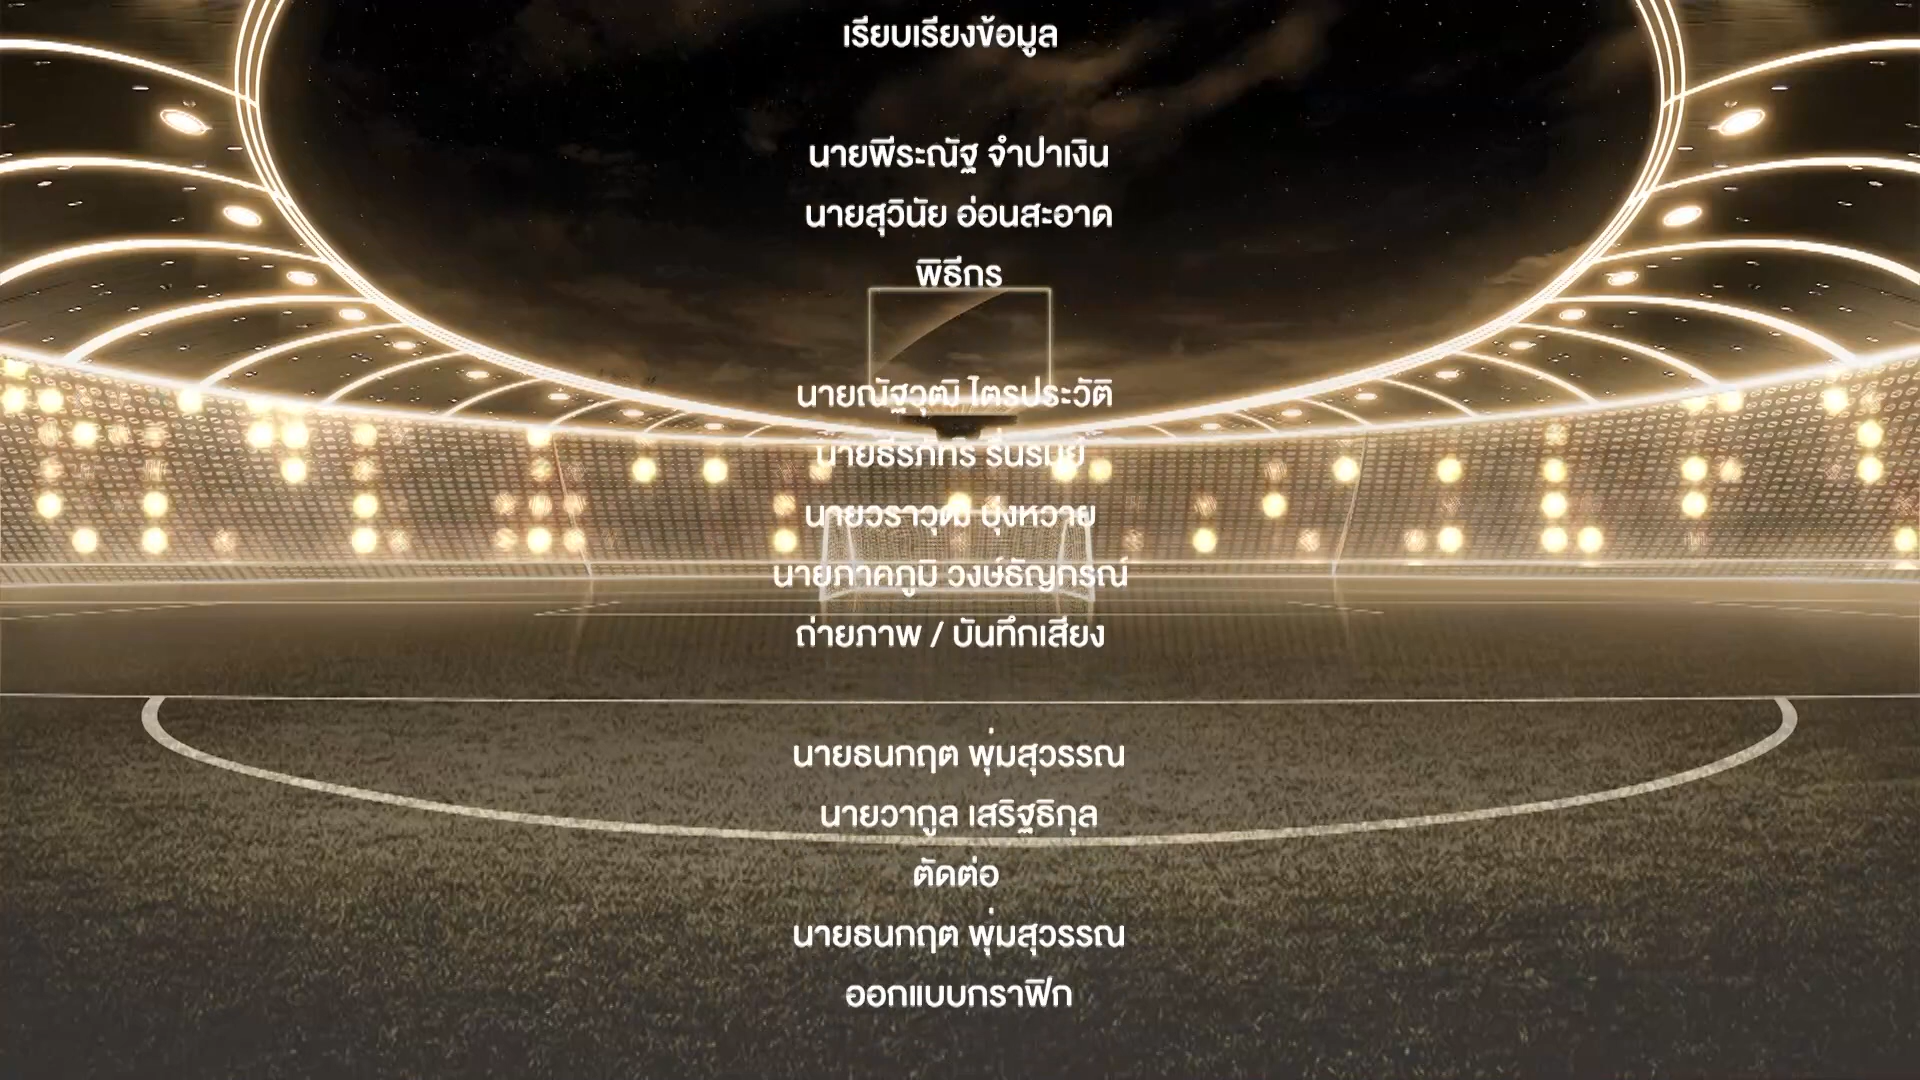 เรียบเรียงข้อมูล
นายพีระณัฐ จำปาเงิน
นายสุวินัย อ่อนสะอาด
พิธีกร
นายณัฐวุฒิ ไตรประวัติ
นายธีรภัทร รื่นรมย์
นายวราวุฒิ บุ่งหวาย
นายภาคภูมิ วงษ์ธัญกรณ์
ถ่ายภาพ / บันทึกเสียง
นายธนกฤต พุ่มสุวรรณ
นายวากูล เสริฐธิกุล
ตัดต่อ
นายธนกฤต พุ่มสุวรรณ
ออกแบบกราฟิก